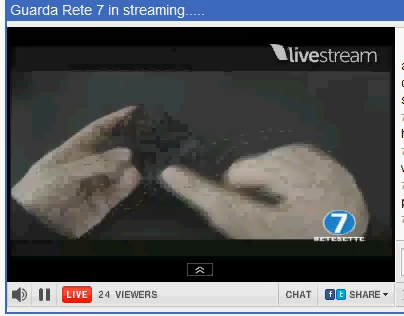 Guarda Rete 7 in streaming.....
livestream
7
RETESETTE
LIVE 24 VIEWERS CHAT f t SHARE